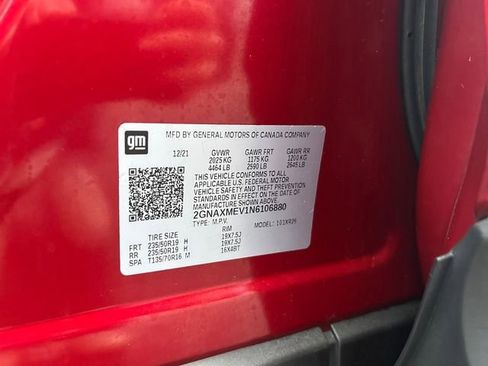 gm
MFD BY GENERAL MOTORS OF CANADA COMPANY
12/21 GVWR GAWR FRT GAWR RR
2025 KG 1175 KG 1200 KG
4464 LB 2590 LB 2645 LB
THIS VEHICLE CONFORMS TO ALL
APPLICABLE U.S. FEDERAL MOTOR
VEHICLE SAFETY AND THEFT PREVENTION
STANDARDS IN EFFECT ON THE DATE OF
MANUFACTURE SHOWN ABOVE.
2GNAXMEV1N6106880
TYPE: M.P.V. MODEL: 101XR26
TIRE SIZE RIM
FRT 235/50R19 H 19X7.5J
RR 235/50R19 H 19X7.5J
SPA T135/70R16 M 16X4BT